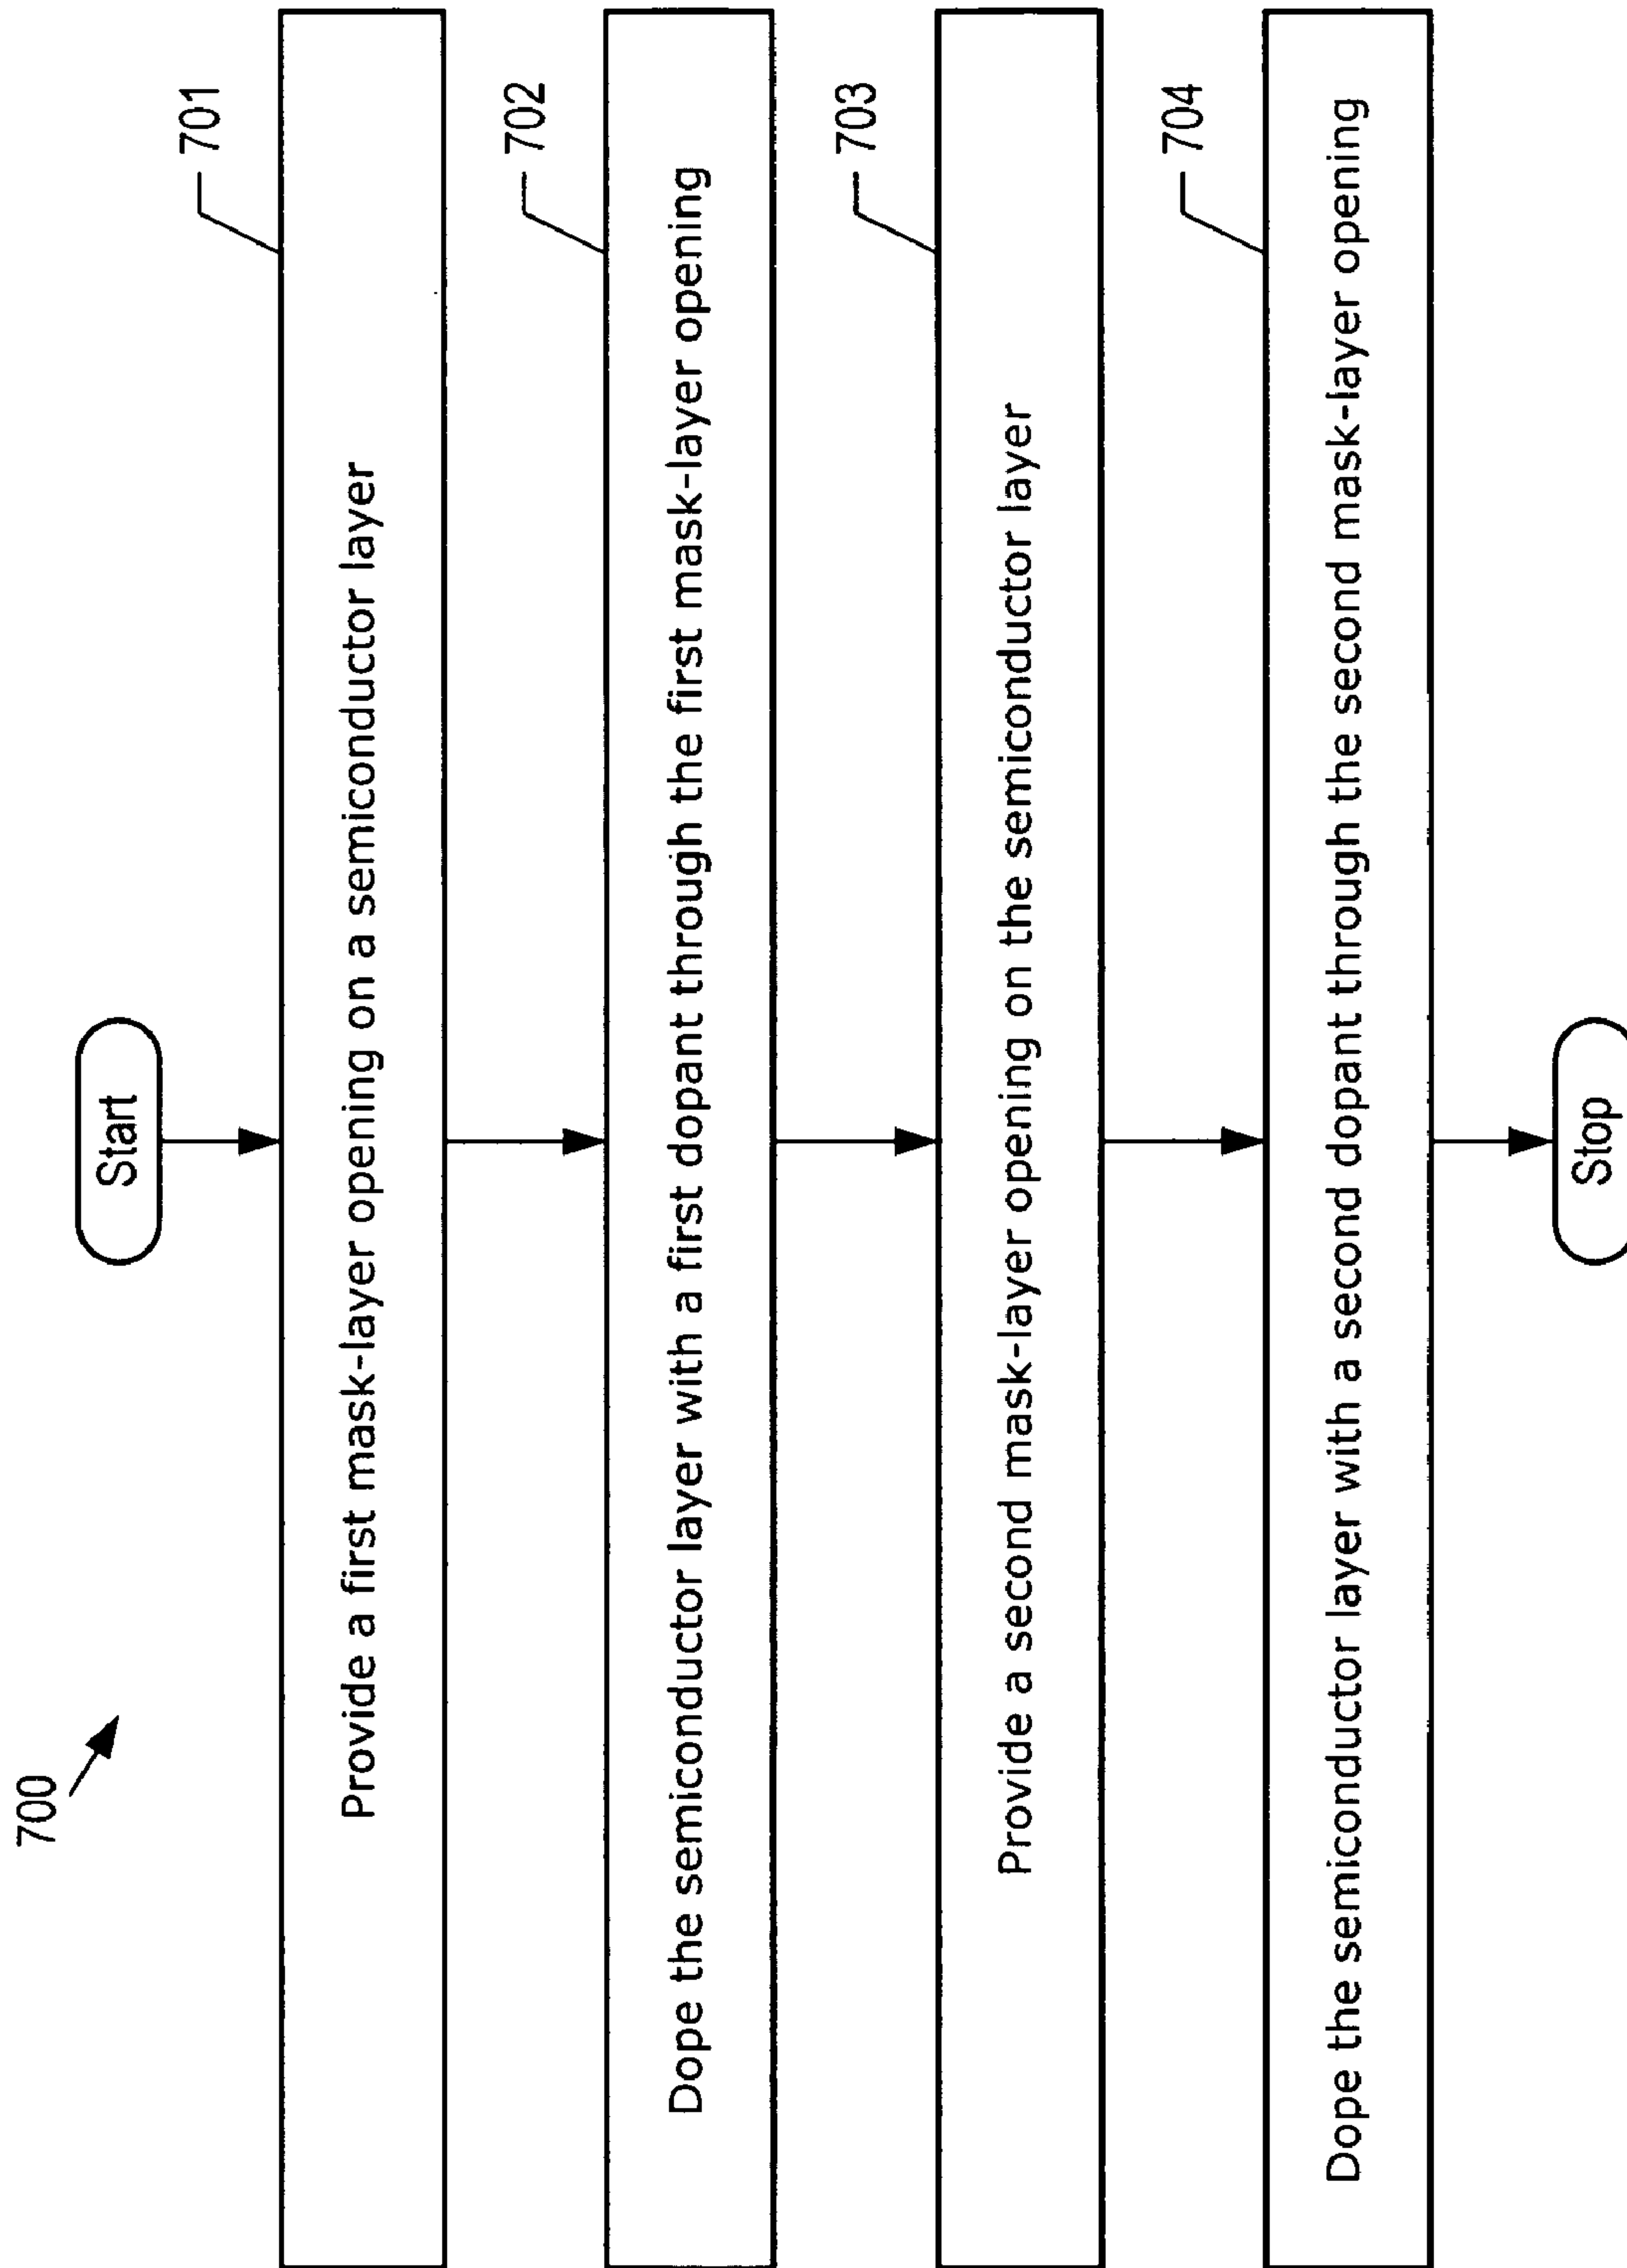 700
Start
701
Provide a first mask-layer opening on a semiconductor layer
702
Dope the semiconductor layer with a first dopant through the first mask-layer opening
703
Provide a second mask-layer opening on the semiconductor layer
704
Dope the semiconductor layer with a second dopant through the second mask-layer opening
Stop